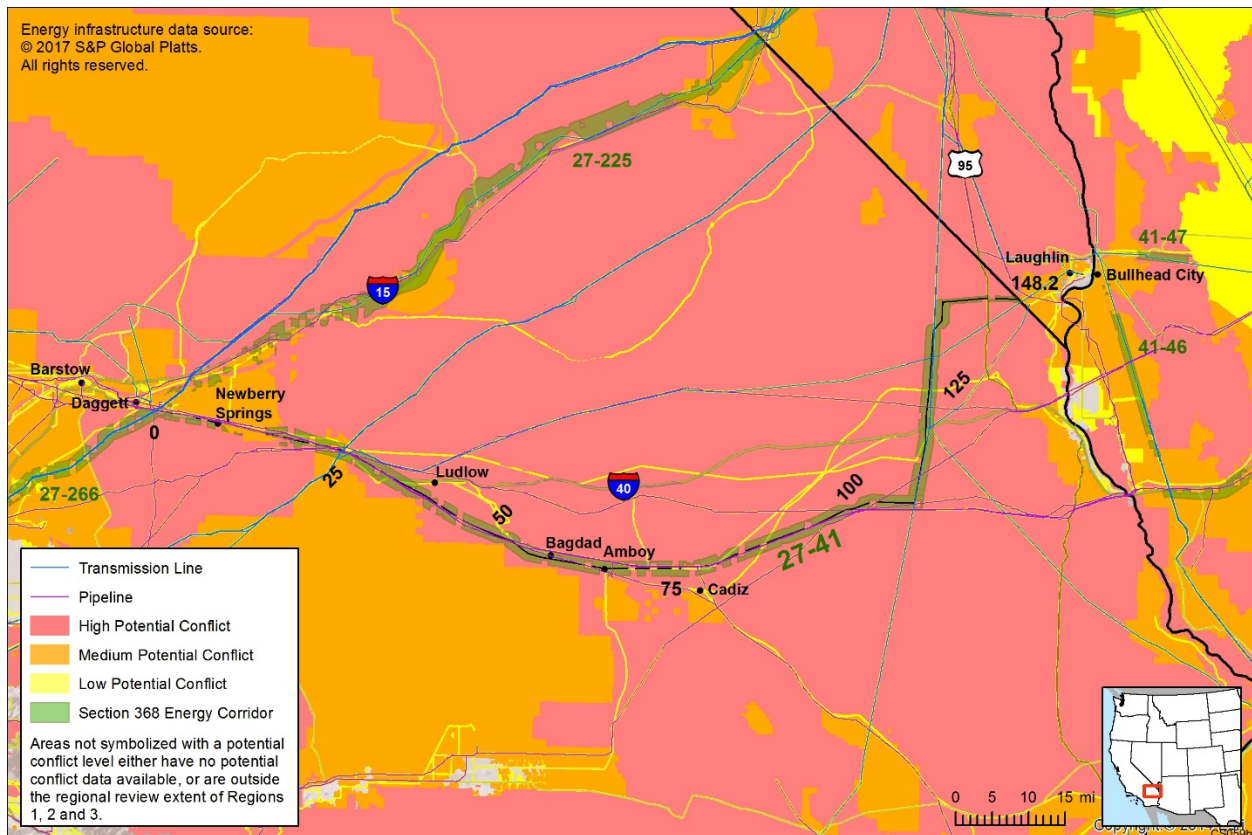 Energy infrastructure data source:
© 2017 S&P Global Platts.
All rights reserved.
27-225
95
15
41-47
Laughlin
148.2
Bullhead City
41-46
Barstow
Daggett
Newberry
Springs
0
125
27-266
25
Ludlow
40
100
50
Bagdad
Amboy
27-41
75
Cadiz
Transmission Line
Pipeline
High Potential Conflict
Medium Potential Conflict
Low Potential Conflict
Section 368 Energy Corridor
Areas not symbolized with a potential
conflict level either have no potential
conflict data available, or are outside
the regional review extent of Regions
1, 2 and 3.
0 5 10 15 mi